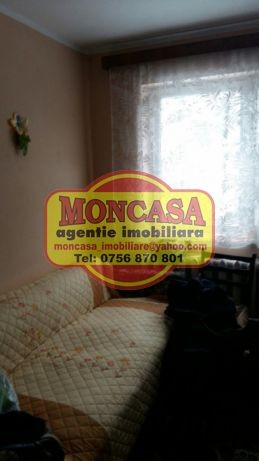 MONCASA
agentie imobiliara
moncasa_imobiliare@yahoo.com
Tel: 0756 870 801